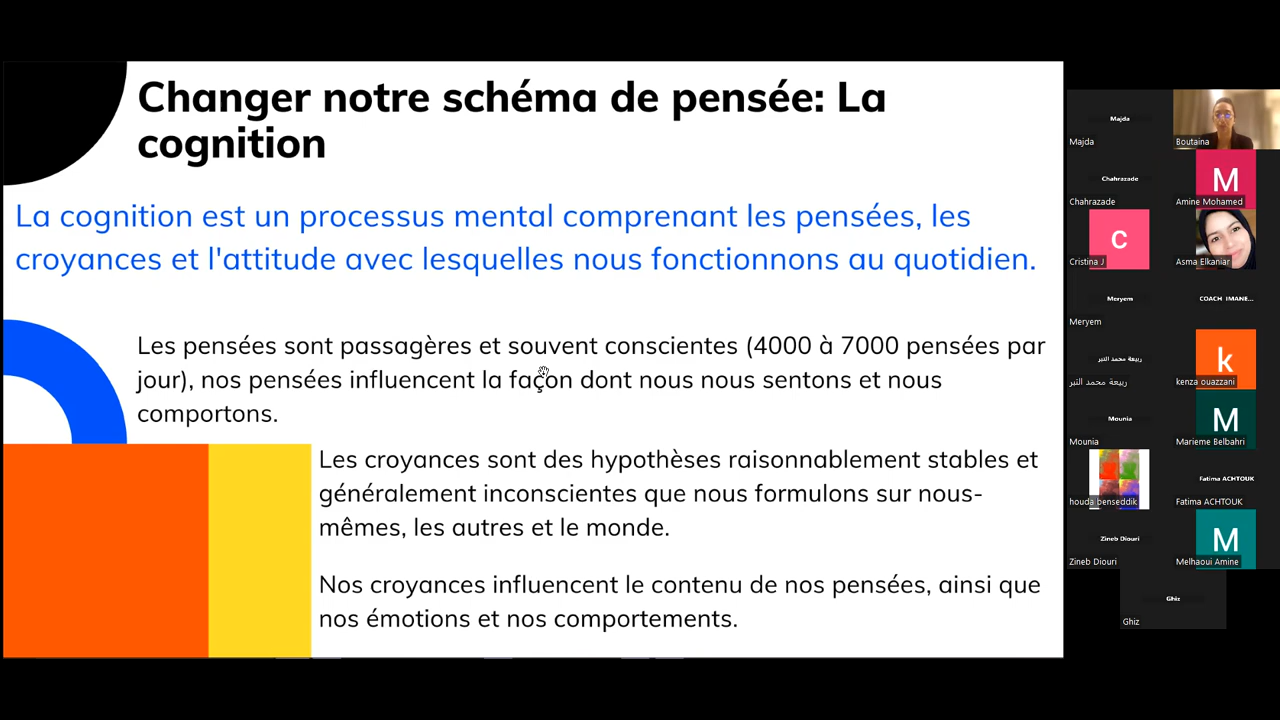 Changer notre schéma de pensée: La
cognition
La cognition est un processus mental comprenant les pensées, les
croyances et l'attitude avec lesquelles nous fonctionnons au quotidien.
Les pensées sont passagères et souvent conscientes (4000 à 7000 pensées par
jour), nos pensées influencent la façon dont nous nous sentons et nous
comportons.
Les croyances sont des hypothèses raisonnablement stables et
généralement inconscientes que nous formulons sur nous-
mêmes, les autres et le monde.
Nos croyances influencent le contenu de nos pensées, ainsi que
nos émotions et nos comportements.
Majda
Majda
Boutaina
Chahrazade
Chahrazade
M
Amine Mohamed
C
Cristina J
Asma Elkaniar
Meryem
Meryem
COACH IMANE...
ربيعة محمد النير
ربيعة محمد النير
k
kenza ouazzani
Mounia
Mounia
M
Marieme Belbahri
houda benseddik
Fatima ACHTOUK
Fatima ACHTOUK
Zineb Diouri
Zineb Diouri
M
Melhaoui Amine
Ghiz
Ghiz